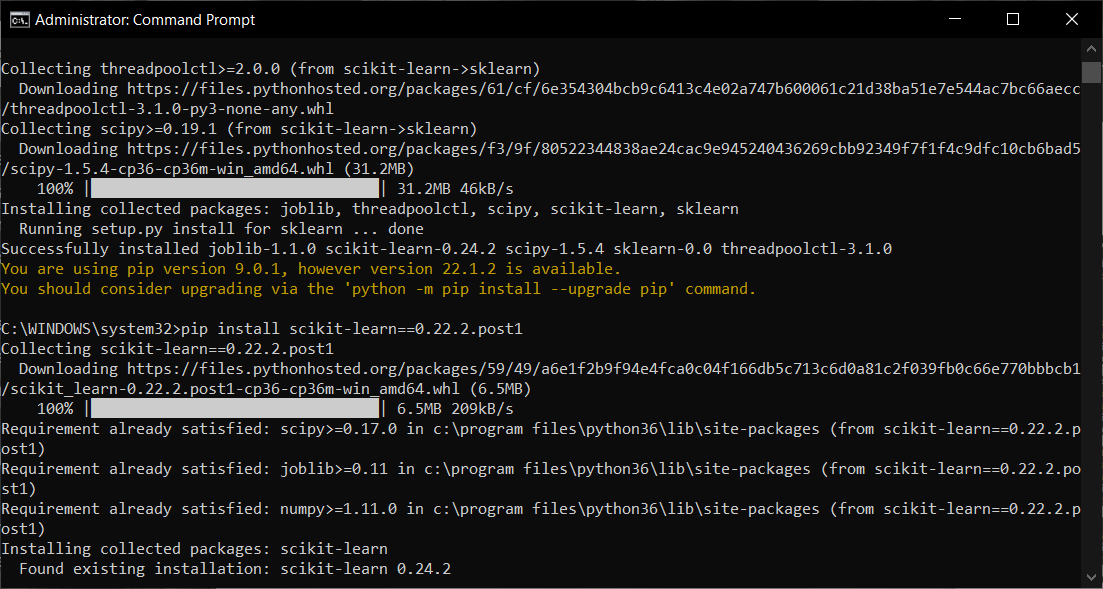 Administrator: Command Prompt
Collecting threadpoolctl>=2.0.0 (from scikit-learn->sklearn)
  Downloading https://files.pythonhosted.org/packages/61/cf/6e354304bcb9c6413c4e02a747b600061c21d38ba51e7e544ac7bc66aecc
/threadpoolctl-3.1.0-py3-none-any.whl
Collecting scipy>=0.19.1 (from scikit-learn->sklearn)
  Downloading https://files.pythonhosted.org/packages/f3/9f/80522344838ae24cac9e945240436269cbb92349f7f1f4c9dfc10cb6bad5
/scipy-1.5.4-cp36-cp36m-win_amd64.whl (31.2MB)
    100% |████████████████████████████████| 31.2MB 46kB/s
Installing collected packages: joblib, threadpoolctl, scipy, scikit-learn, sklearn
  Running setup.py install for sklearn ... done
Successfully installed joblib-1.1.0 scikit-learn-0.24.2 scipy-1.5.4 sklearn-0.0 threadpoolctl-3.1.0
You are using pip version 9.0.1, however version 22.1.2 is available.
You should consider upgrading via the 'python -m pip install --upgrade pip' command.
C:\WINDOWS\system32>pip install scikit-learn==0.22.2.post1
Collecting scikit-learn==0.22.2.post1
  Downloading https://files.pythonhosted.org/packages/59/49/a6e1f2b9f94e4fca0c04f166db5c713c6d0a81c2f039fb0c66e770bbbcb1
/scikit_learn-0.22.2.post1-cp36-cp36m-win_amd64.whl (6.5MB)
    100% |████████████████████████████████| 6.5MB 209kB/s
Requirement already satisfied: scipy>=0.17.0 in c:\program files\python36\lib\site-packages (from scikit-learn==0.22.2.p
ost1)
Requirement already satisfied: joblib>=0.11 in c:\program files\python36\lib\site-packages (from scikit-learn==0.22.2.po
st1)
Requirement already satisfied: numpy>=1.11.0 in c:\program files\python36\lib\site-packages (from scikit-learn==0.22.2.p
ost1)
Installing collected packages: scikit-learn
  Found existing installation: scikit-learn 0.24.2